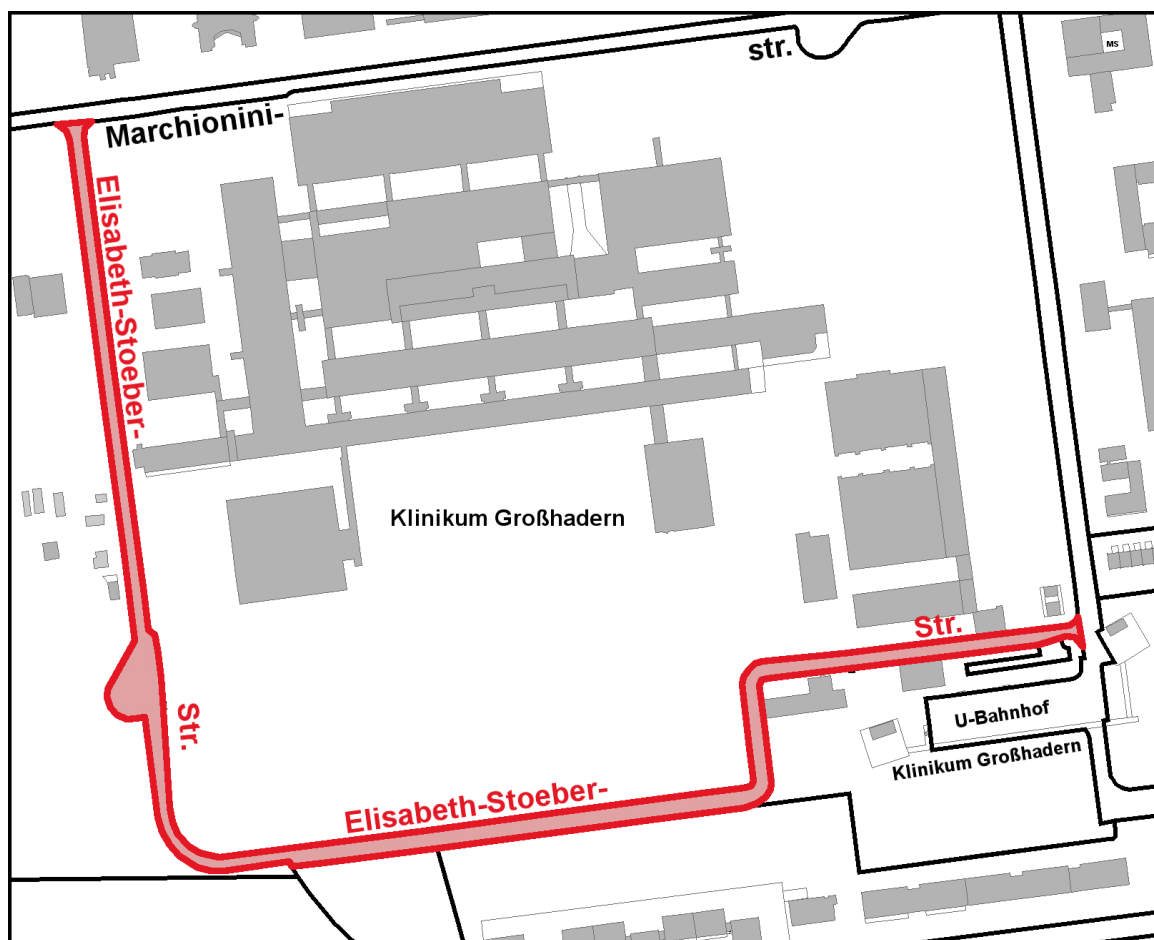 str.
MS
Marchionini-
Elisabeth-Stoeber-
Klinikum Großhadern
Str.
Str.
U-Bahnhof
Klinikum Großhadern
Elisabeth-Stoeber-